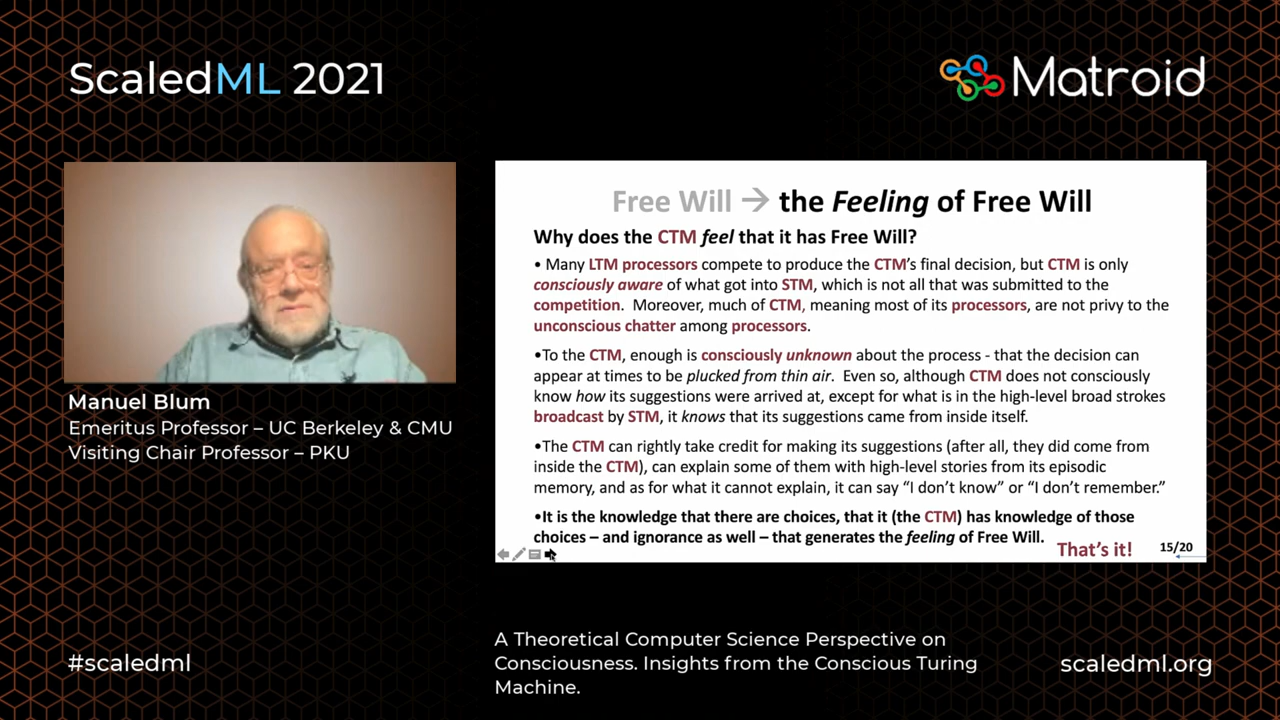 ScaledML 2021
Matroid
Manuel Blum
Emeritus Professor – UC Berkeley & CMU
Visiting Chair Professor – PKU
Free Will → the Feeling of Free Will
Why does the CTM feel that it has Free Will?
• Many LTM processors compete to produce the CTM's final decision, but CTM is only
consciously aware of what got into STM, which is not all that was submitted to the
competition. Moreover, much of CTM, meaning most of its processors, are not privy to the
unconscious chatter among processors.
•To the CTM, enough is consciously unknown about the process - that the decision can
appear at times to be plucked from thin air. Even so, although CTM does not consciously
know how its suggestions were arrived at, except for what is in the high-level broad strokes
broadcast by STM, it knows that its suggestions came from inside itself.
•The CTM can rightly take credit for making its suggestions (after all, they did come from
inside the CTM), can explain some of them with high-level stories from its episodic
memory, and as for what it cannot explain, it can say “I don't know” or “I don't remember.”
•It is the knowledge that there are choices, that it (the CTM) has knowledge of those
choices – and ignorance as well – that generates the feeling of Free Will.
That's it!
15/20
#scaledml
A Theoretical Computer Science Perspective on
Consciousness. Insights from the Conscious Turing
Machine.
scaledml.org